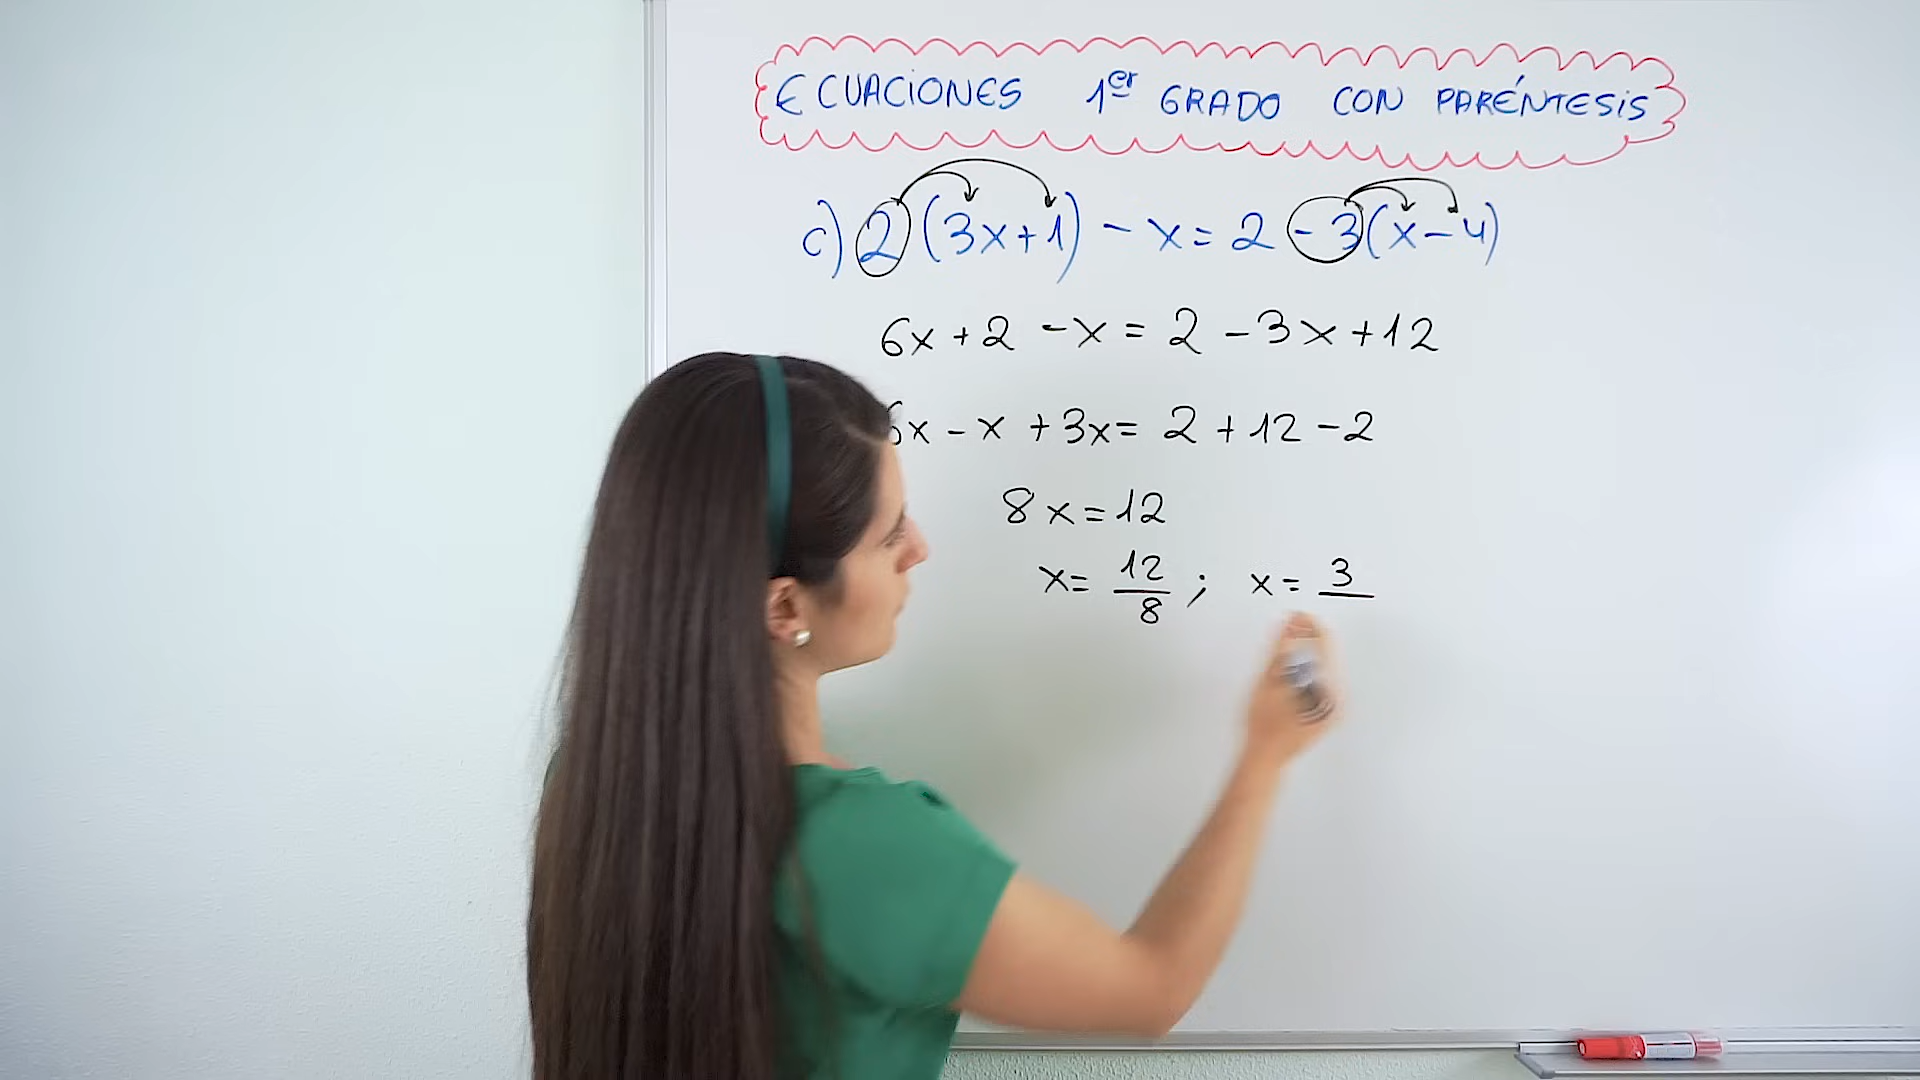 ECUACIONES 1er GRADO CON PARÉNTESIS
c) 2(3x+1) - x = 2 - 3(x-4)
6x + 2 - x = 2 - 3x + 12
6x - x + 3x = 2 + 12 - 2
8x = 12
x = 12/8 ; x = 3/